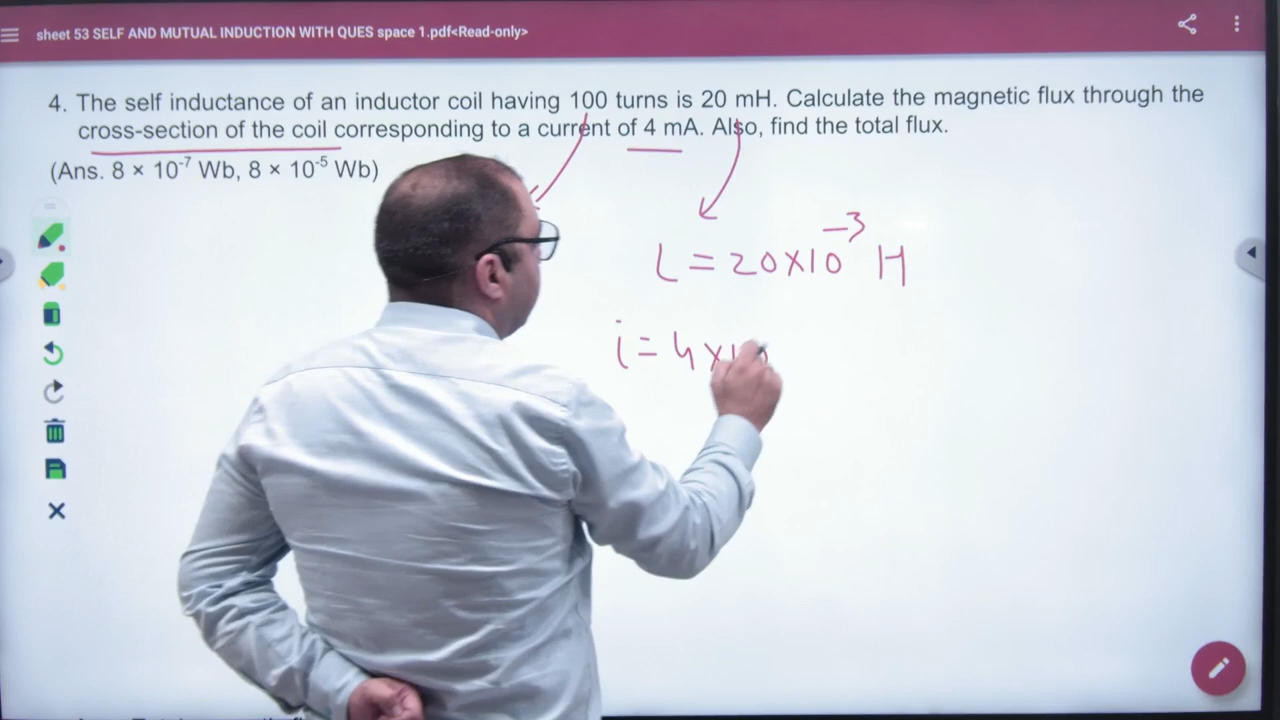 sheet 53 SELF AND MUTUAL INDUCTION WITH QUES space 1.pdf<Read-only>
4. The self inductance of an inductor coil having 100 turns is 20 mH. Calculate the magnetic flux through the
cross-section of the coil corresponding to a current of 4 mA. Also, find the total flux.
(Ans. 8 × 10⁻⁷ Wb, 8 × 10⁻⁵ Wb)
L = 20×10⁻³ H
i = 4×10